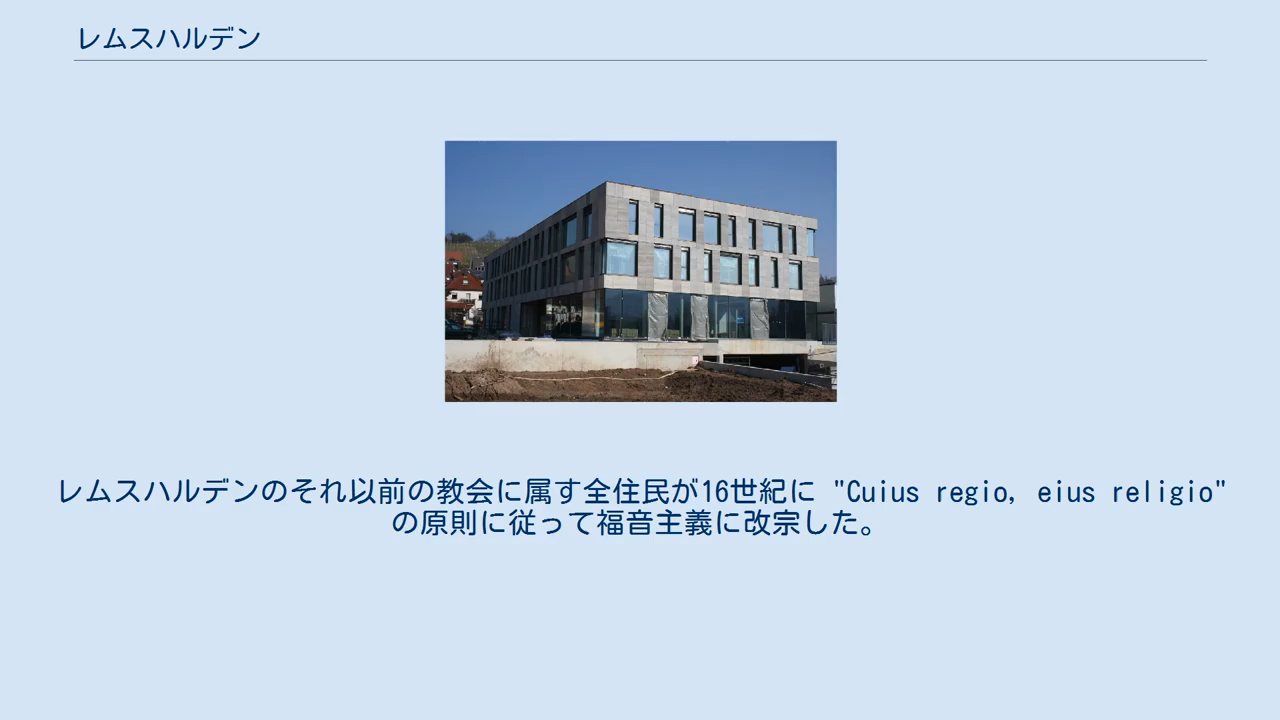 レムスハルデン
レムスハルデンのそれ以前の教会に属す全住民が16世紀に "Cuius regio, eius religio"
の原則に従って福音主義に改宗した。